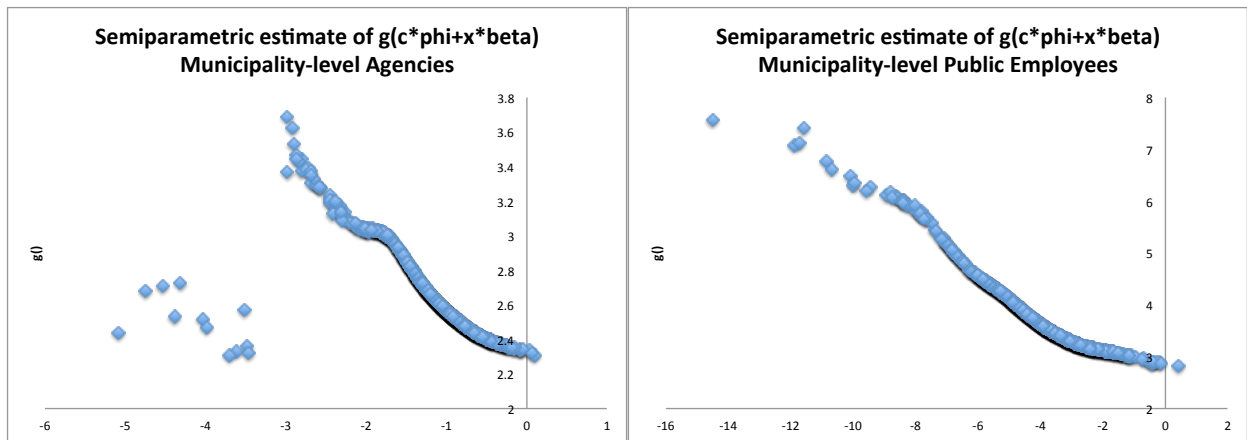 Semiparametric estimate of g(c*phi+x*beta)
Municipality-level Agencies
g()
3.8
3.6
3.4
3.2
3
2.8
2.6
2.4
2.2
2
-6 -5 -4 -3 -2 -1 0 1
Semiparametric estimate of g(c*phi+x*beta)
Municipality-level Public Employees
g()
8
7
6
5
4
3
2
-16 -14 -12 -10 -8 -6 -4 -2 0 2